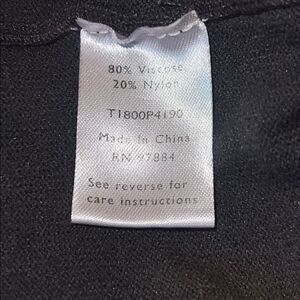 80% Viscose
20% Nylon
T1800P4190
Made in China
RN 97884
See reverse for
care instructions